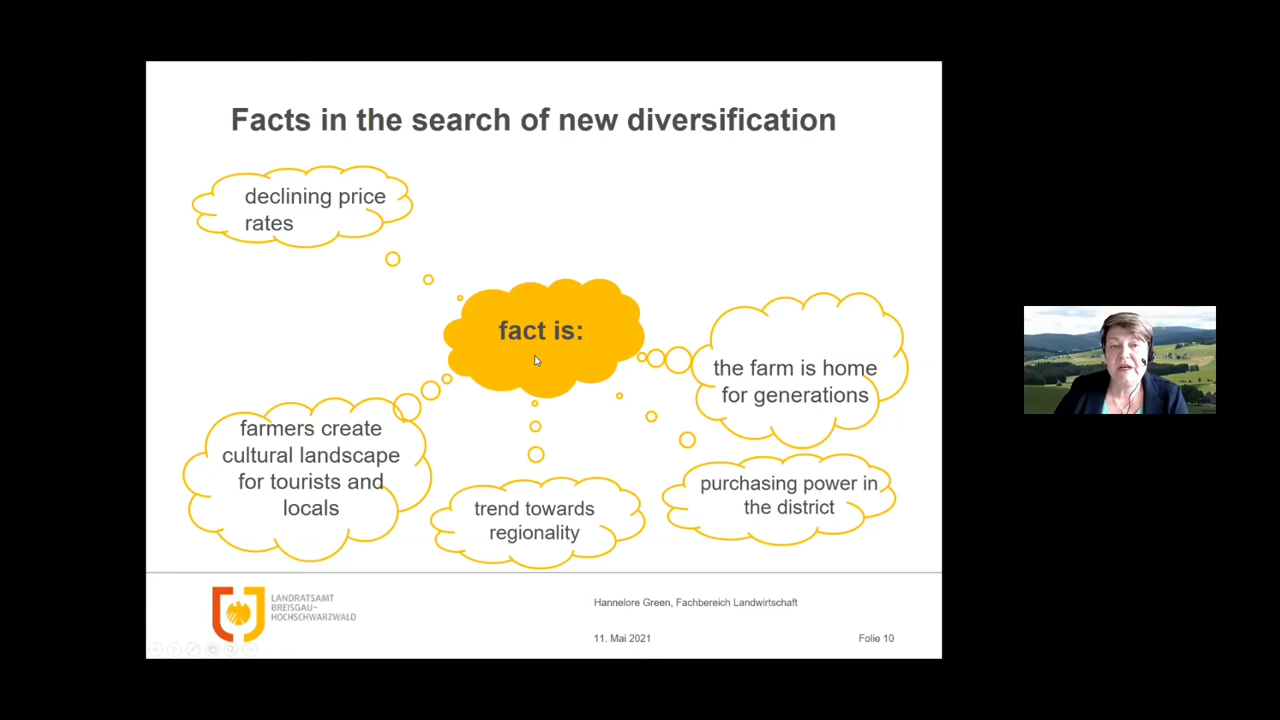 Facts in the search of new diversification
declining price
rates
fact is:
the farm is home
for generations
farmers create
cultural landscape
for tourists and
locals
trend towards
regionality
purchasing power in
the district
LANDRATSAMT
BREISGAU-
HOCHSCHWARZWALD
Hannelore Green, Fachbereich Landwirtschaft
11. Mai 2021
Folie 10